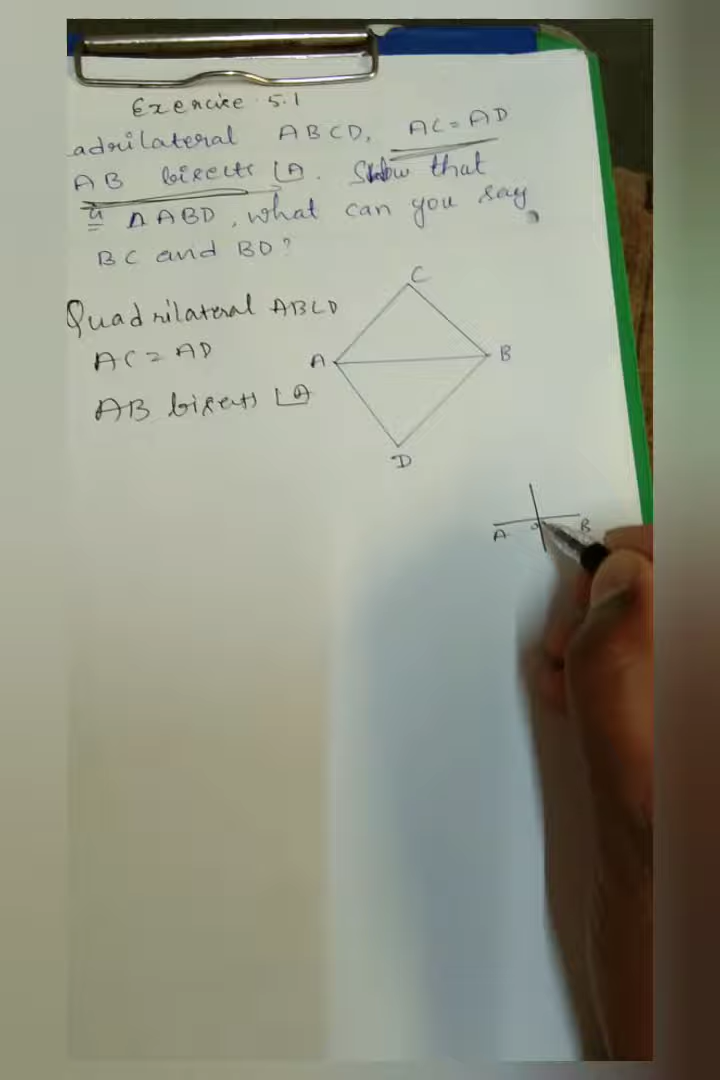 Exercise 5.1
adrilateral ABCD, AC = AD
AB bisects ∠A. Show that
≅ ΔABD, what can you say
BC and BD?
Quadrilateral ABCD
AC = AD
AB bisects ∠A
C
A
B
D
A
O
B